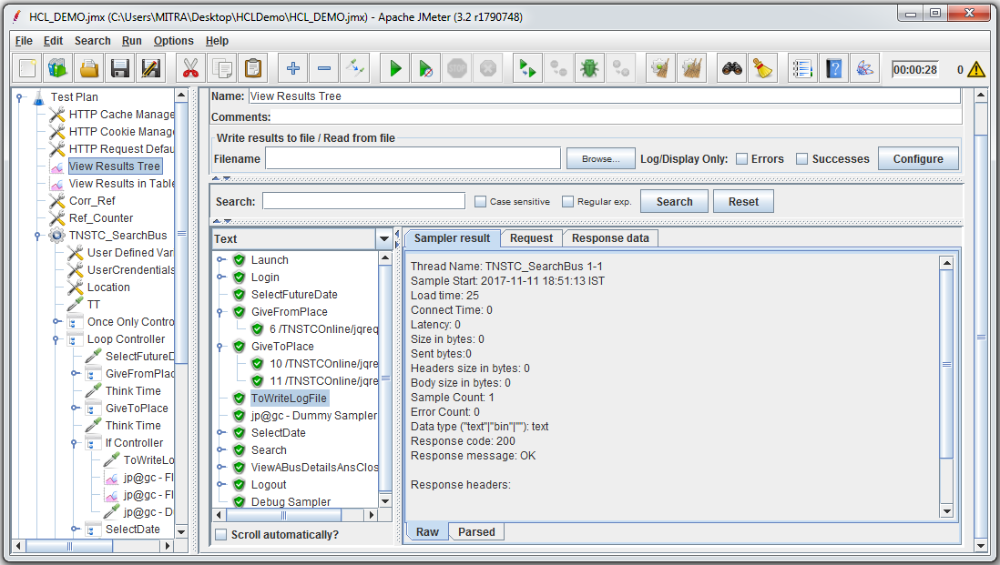 HCL_DEMO.jmx (C:\Users\MITRA\Desktop\HCLDemo\HCL_DEMO.jmx) - Apache JMeter (3.2 r1790748)
File Edit Search Run Options Help
STOP
00:00:28 0
Test Plan
HTTP Cache Manage
HTTP Cookie Manag
HTTP Request Defau
View Results Tree
View Results in Table
Corr_Ref
Ref_Counter
TNSTC_SearchBus
User Defined Var
UserCrendentials
Location
TT
Once Only Contro
Loop Controller
SelectFutureD
GiveFromPlac
Think Time
GiveToPlace
Think Time
If Controller
ToWriteLo
jp@gc - Fl
jp@gc - Fl
jp@gc - D
SelectDate
Name: View Results Tree
Comments:
Write results to file / Read from file
Filename Browse... Log/Display Only: Errors Successes Configure
Search: Case sensitive Regular exp. Search Reset
Text
Launch
Login
SelectFutureDate
GiveFromPlace
6 /TNSTCOnline/jqreq
GiveToPlace
10 /TNSTCOnline/jqre
11 /TNSTCOnline/jqre
ToWriteLogFile
jp@gc - Dummy Sampler
SelectDate
Search
ViewABusDetailsAnsClos
Logout
Debug Sampler
Scroll automatically?
Sampler result Request Response data
Thread Name: TNSTC_SearchBus 1-1
Sample Start: 2017-11-11 18:51:13 IST
Load time: 25
Connect Time: 0
Latency: 0
Size in bytes: 0
Sent bytes:0
Headers size in bytes: 0
Body size in bytes: 0
Sample Count: 1
Error Count: 0
Data type ("text"|"bin"|""): text
Response code: 200
Response message: OK
Response headers:
Raw Parsed